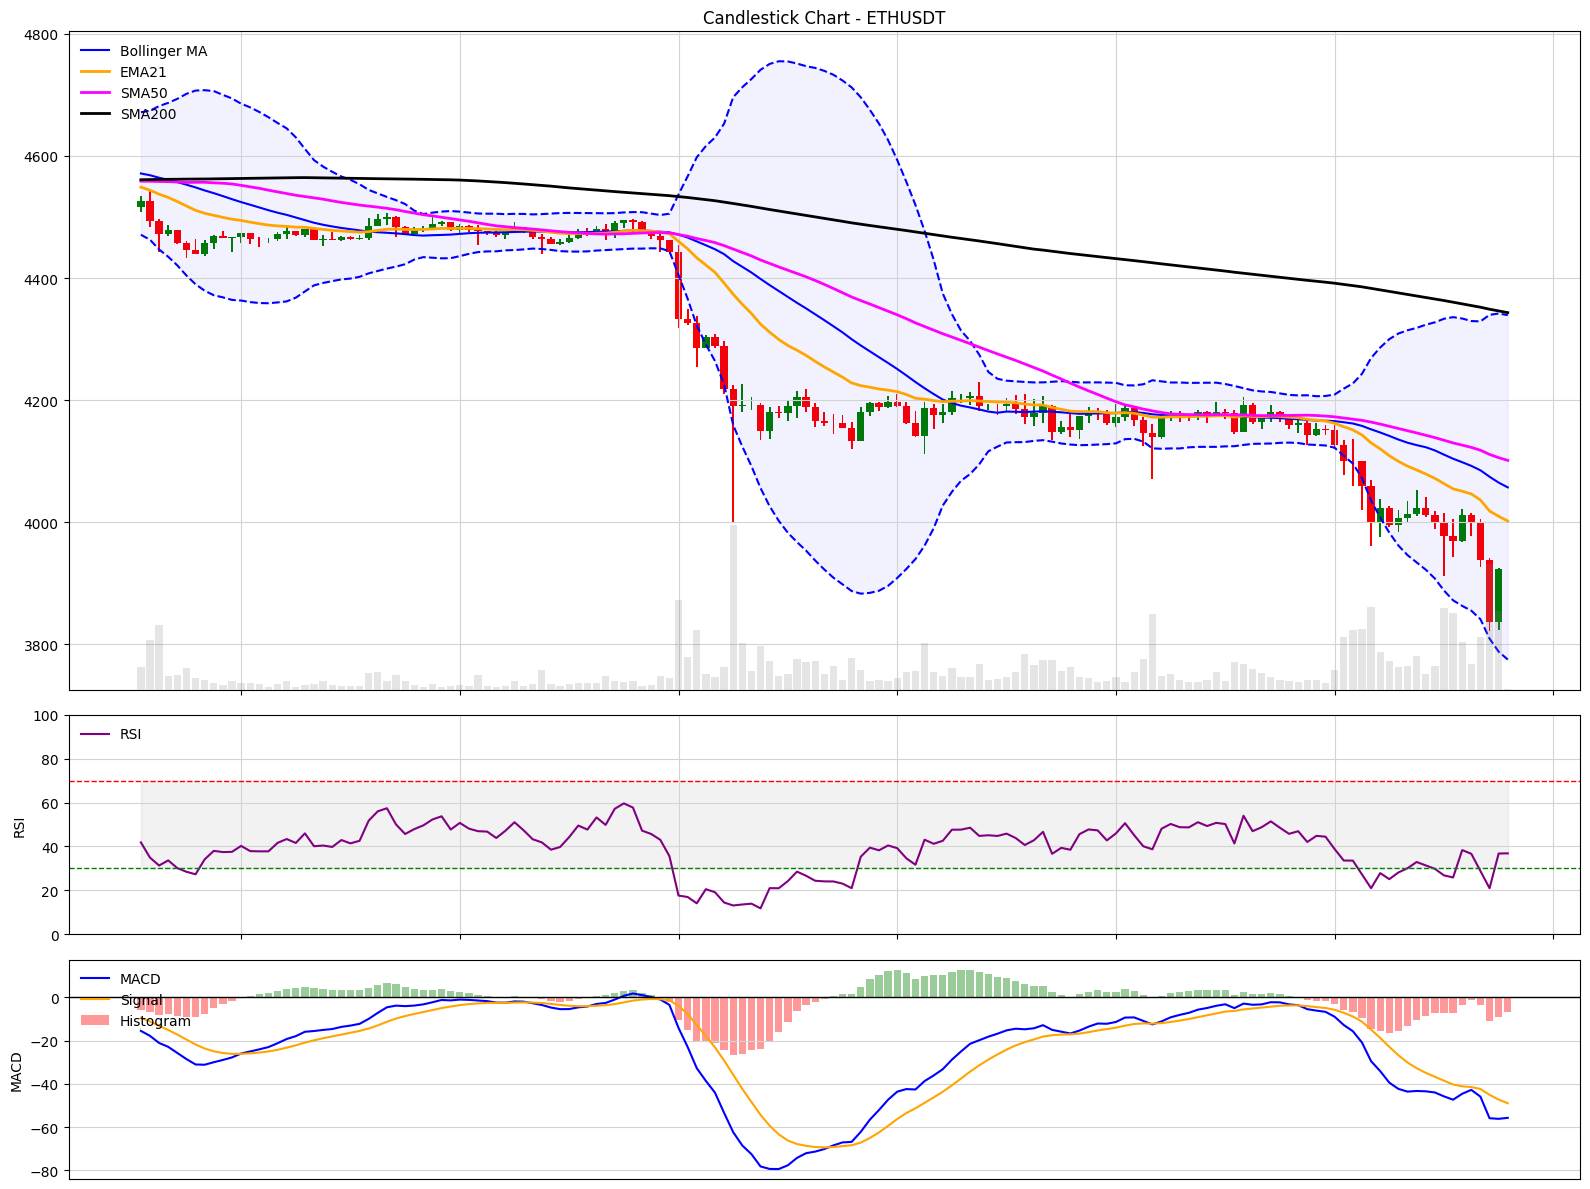 Candlestick Chart - ETHUSDT
4800
4600
4400
4200
4000
3800
Bollinger MA
EMA21
SMA50
SMA200
100
80
60
40
20
0
RSI
RSI
0
−20
−40
−60
−80
MACD
MACD
Signal
Histogram